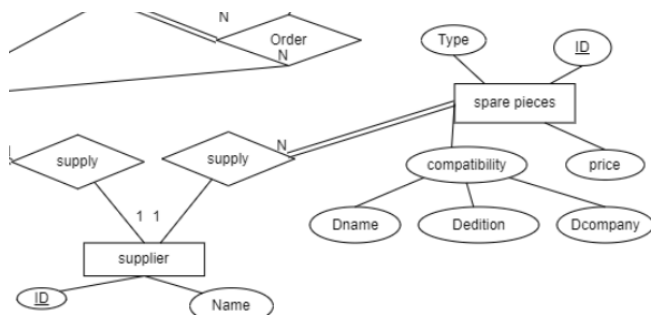 N
Order
N
Type
ID
spare pieces
N
supply
supply
compatibility
price
Dname
Dedition
Dcompany
1 1
supplier
ID
Name